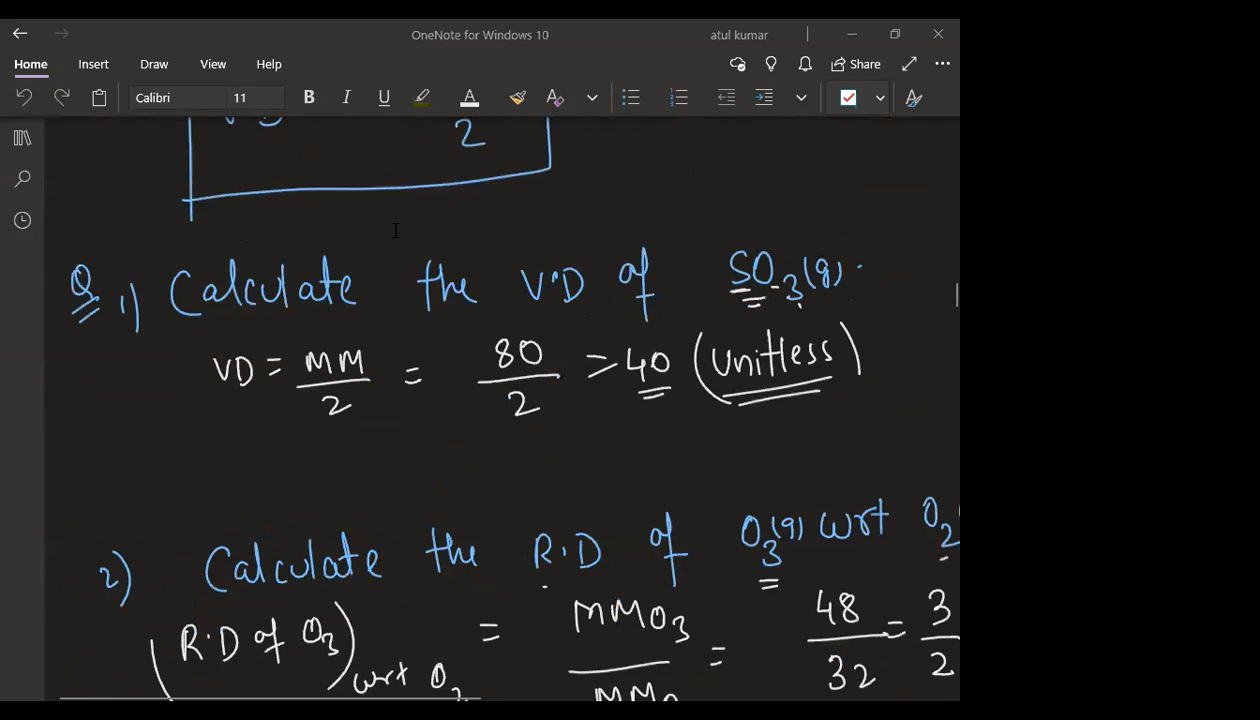 OneNote for Windows 10
atul kumar
Home Insert Draw View Help
Share
Calibri 11 B I U A
2
Q 1) Calculate the V.D of SO3(g).
VD = MM/2 = 80/2 => 40 (Unitless)
2) Calculate the R.D of O3(g) wrt O2
(R.D of O3) wrt O2 = MMO3/MMO = 48/32 = 3/2